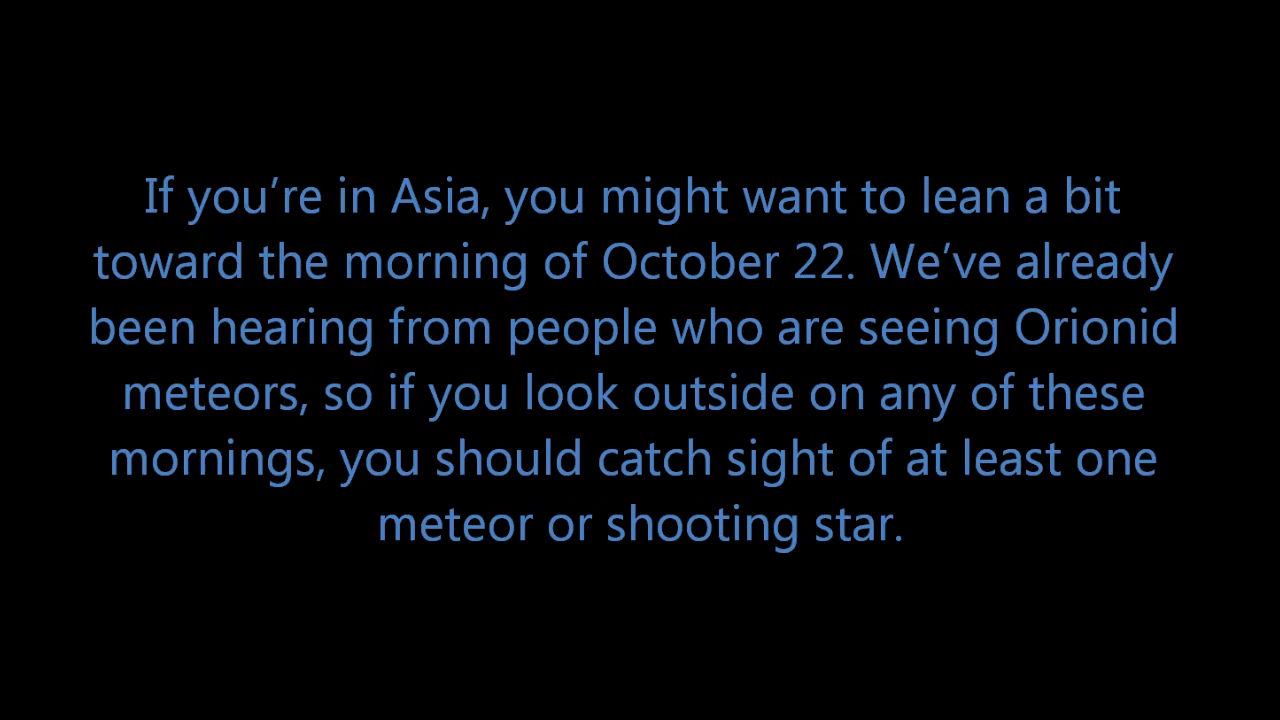 If you’re in Asia, you might want to lean a bit
toward the morning of October 22. We’ve already
been hearing from people who are seeing Orionid
meteors, so if you look outside on any of these
mornings, you should catch sight of at least one
meteor or shooting star.